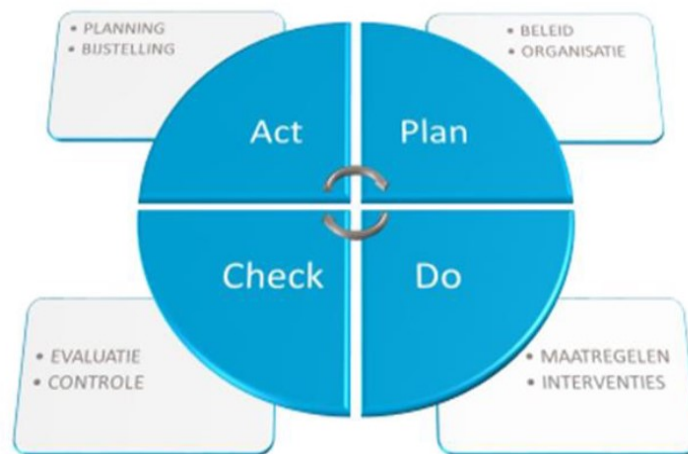 • PLANNING
• BIJSTELLING
• BELEID
• ORGANISATIE
Act
Plan
Check
Do
• EVALUATIE
• CONTROLE
• MAATREGELEN
• INTERVENTIES